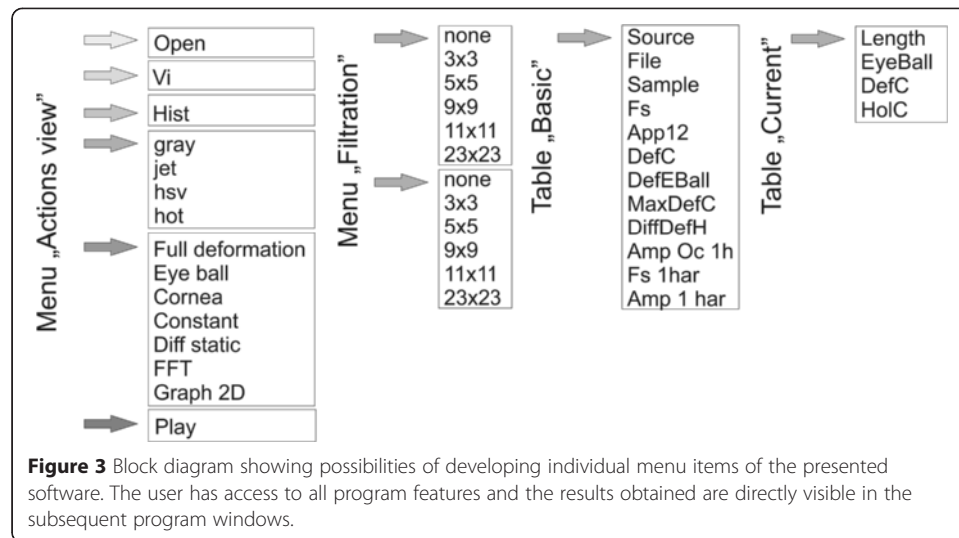 Menu „Actions view”
Open
Vi
Hist
gray
jet
hsv
hot
Full deformation
Eye ball
Cornea
Constant
Diff static
FFT
Graph 2D
Play
Menu „Filtration”
none
3x3
5x5
9x9
11x11
23x23
none
3x3
5x5
9x9
11x11
23x23
Table „Basic”
Source
File
Sample
Fs
App12
DefC
DefEBall
MaxDefC
DiffDefH
Amp Oc 1h
Fs 1har
Amp 1 har
Table „Current”
Length
EyeBall
DefC
HolC
Figure 3 Block diagram showing possibilities of developing individual menu items of the presented
software. The user has access to all program features and the results obtained are directly visible in the
subsequent program windows.